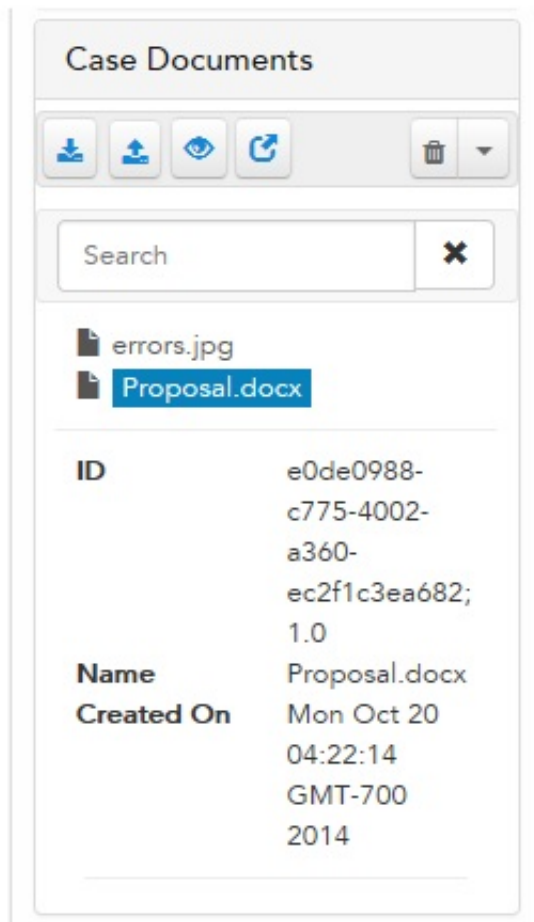 Case Documents
Search
errors.jpg
Proposal.docx
ID e0de0988-
c775-4002-
a360-
ec2f1c3ea682;
1.0
Name Proposal.docx
Created On Mon Oct 20
04:22:14
GMT-700
2014